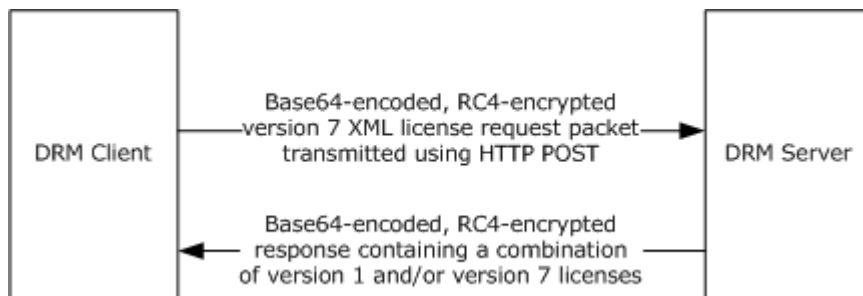 DRM Client
Base64-encoded, RC4-encrypted
version 7 XML license request packet
transmitted using HTTP POST
Base64-encoded, RC4-encrypted
response containing a combination
of version 1 and/or version 7 licenses
DRM Server